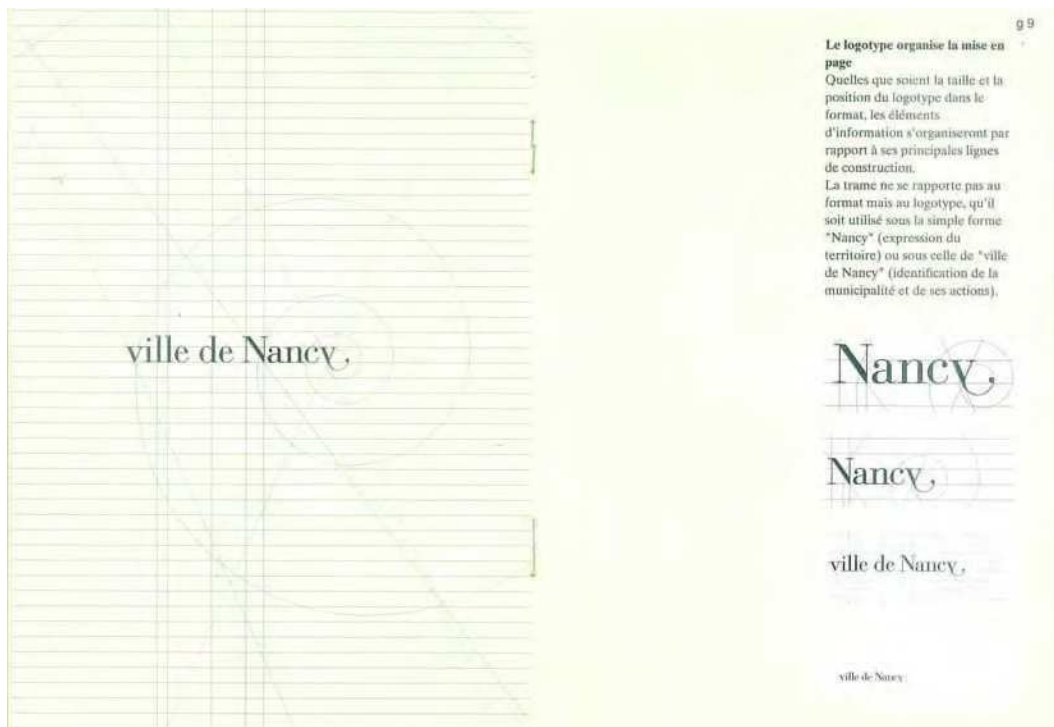 ville de Nancy,
g 9
Le logotype organise la mise en
page
Quelles que soient la taille et la
position du logotype dans le
format, les éléments
d'information s'organiseront par
rapport à ses principales lignes
de construction.
La trame ne se rapporte pas au
format mais au logotype, qu'il
soit utilisé sous la simple forme
"Nancy" (expression du
territoire) ou sous celle de "ville
de Nancy" (identification de la
municipalité et de ses actions).
Nancy,
Nancy,
ville de Nancy,
ville de Nancy